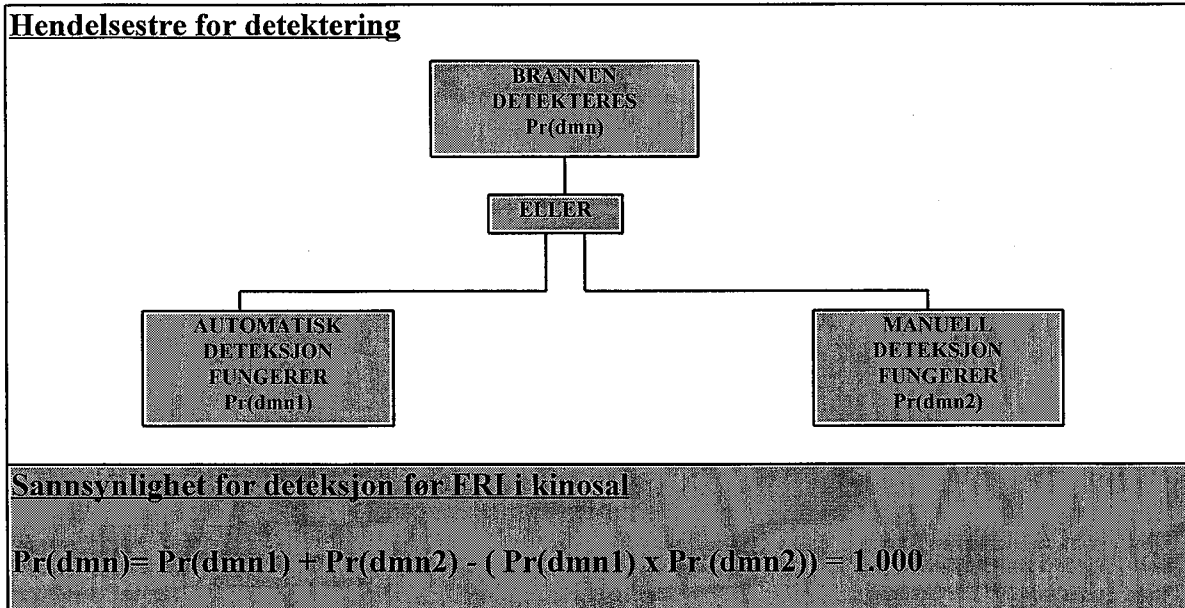 Hendelsestre for detektering
BRANNEN
DETEKTERES
Pr(dmn)
ELLER
AUTOMATISK
DETEKSJON
FUNGERER
Pr(dmn1)
MANUELL
DETEKSJON
FUNGERER
Pr(dmn2)
Sannsynlighet for deteksjon før FRI i kinosal
Pr(dmn)= Pr(dmn1) + Pr(dmn2) - ( Pr(dmn1) x Pr (dmn2)) = 1.000